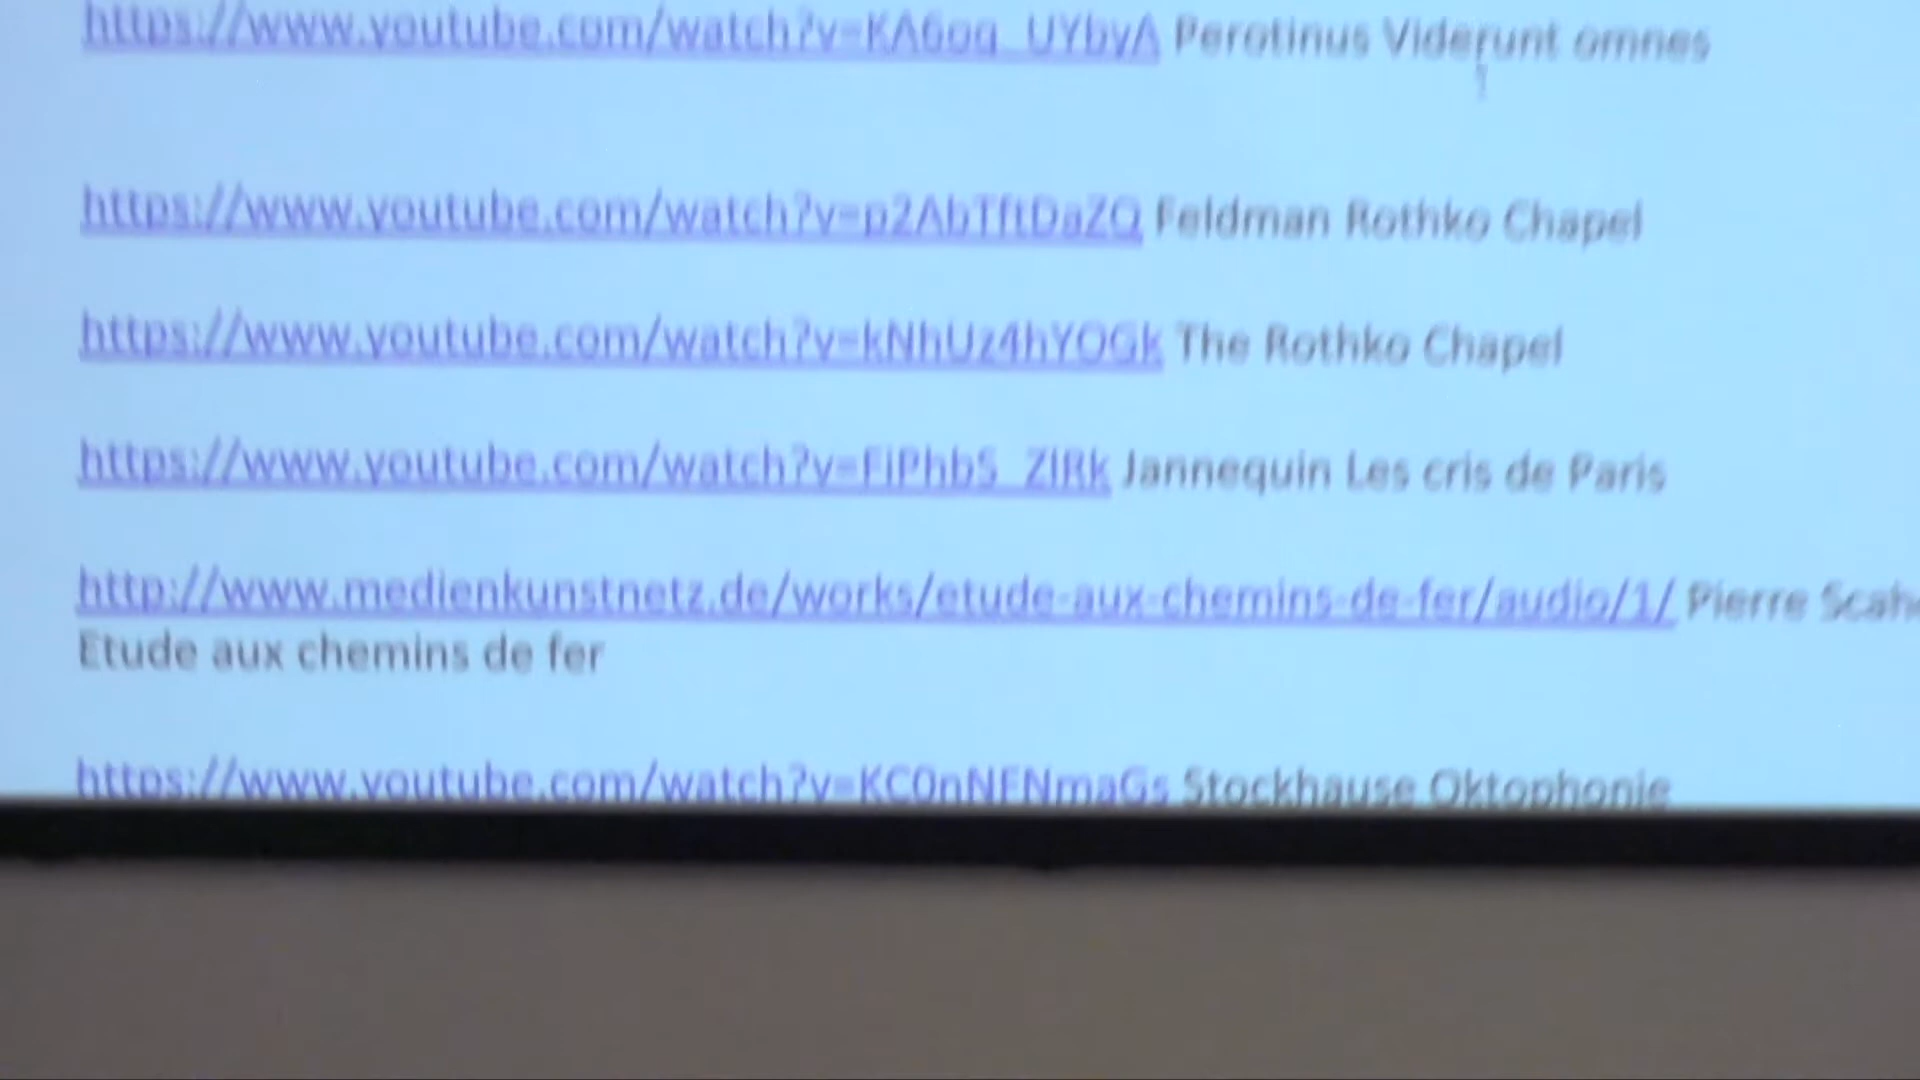 https://www.youtube.com/watch?v=KA6oq_UYbyA Perotinus Viderunt omnes
https://www.youtube.com/watch?v=p2AbTftDaZQ Feldman Rothko Chapel
https://www.youtube.com/watch?v=kNhUz4hYOGk The Rothko Chapel
https://www.youtube.com/watch?v=FiPhbS_ZIRk Jannequin Les cris de Paris
http://www.medienkunstnetz.de/works/etude-aux-chemins-de-fer/audio/1/ Pierre
Etude aux chemins de fer
https://www.youtube.com/watch?v=KC0nNFNmaGs Stockhause Oktophonie